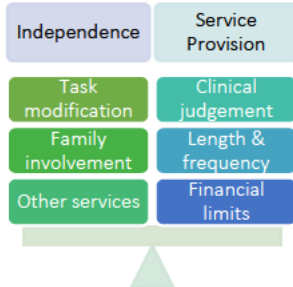 Independence
Service
Provision
Task
modification
Clinical
judgement
Family
involvement
Length &
frequency
Other services
Financial
limits